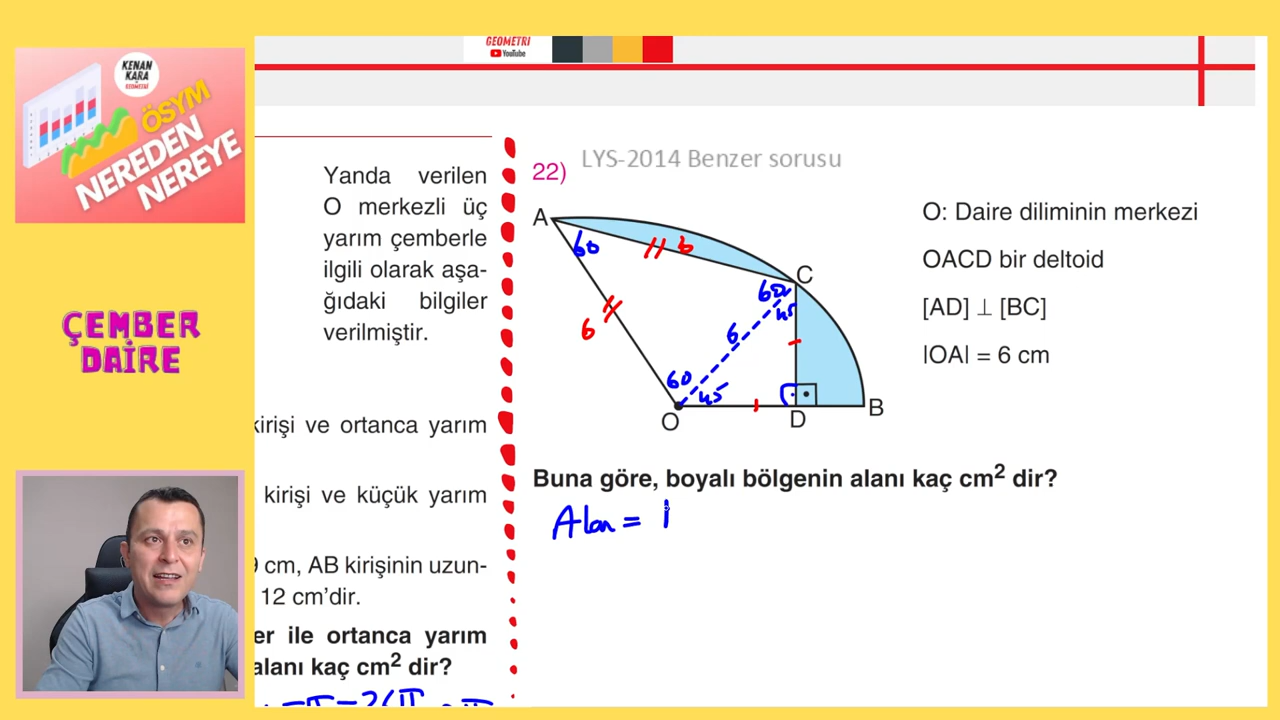 GEOMETRI
YouTube
KENAN
KARA
GEOMETRİ
ÖSYM
NEREDEN
NEREYE
ÇEMBER
DAİRE
Yanda verilen
O merkezli üç
yarım çemberle
ilgili olarak aşa-
ğıdaki bilgiler
verilmiştir.
kirişi ve ortanca yarım
kirişi ve küçük yarım
9 cm, AB kirişinin uzun-
12 cm'dir.
er ile ortanca yarım
alanı kaç cm² dir?
22)
LYS-2014 Benzer sorusu
A
60
6
C
60
45
6
6
60
45
O
D
B
O: Daire diliminin merkezi
OACD bir deltoid
[AD] ⊥ [BC]
|OA| = 6 cm
Buna göre, boyalı bölgenin alanı kaç cm² dir?
Alan =